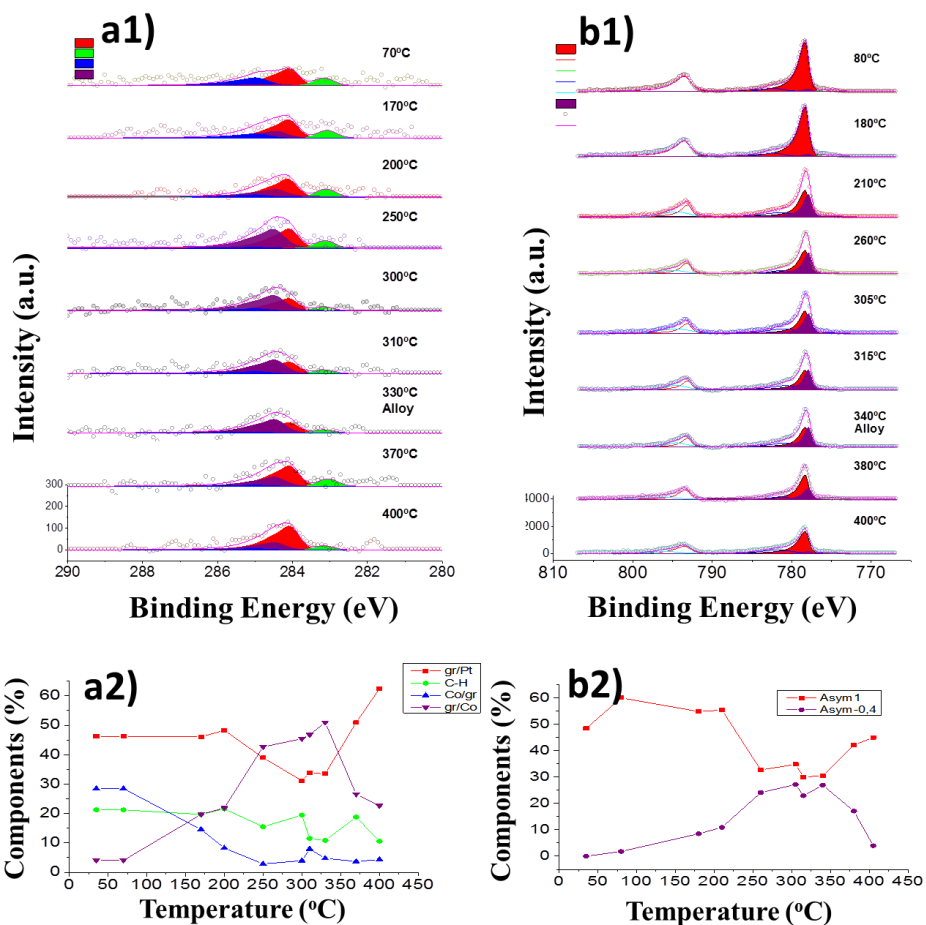 a1)
70ºC
170ºC
200ºC
250ºC
300ºC
310ºC
330ºC
Alloy
370ºC
400ºC
300
200
100
0
290 288 286 284 282 280
Binding Energy (eV)
Intensity (a.u.)
b1)
80ºC
180ºC
210ºC
260ºC
305ºC
315ºC
340ºC
Alloy
380ºC
400ºC
4000
2000
0
810 800 790 780 770
Binding Energy (eV)
Intensity (a.u.)
a2)
gr/Pt
C-H
Co/gr
gr/Co
60
50
40
30
20
10
0
0 50 100 150 200 250 300 350 400 450
Temperature (ºC)
Components (%)
b2)
Asym1
Asym-0,4
60
50
40
30
20
10
0
0 50 100 150 200 250 300 350 400 450
Temperature (ºC)
Components (%)